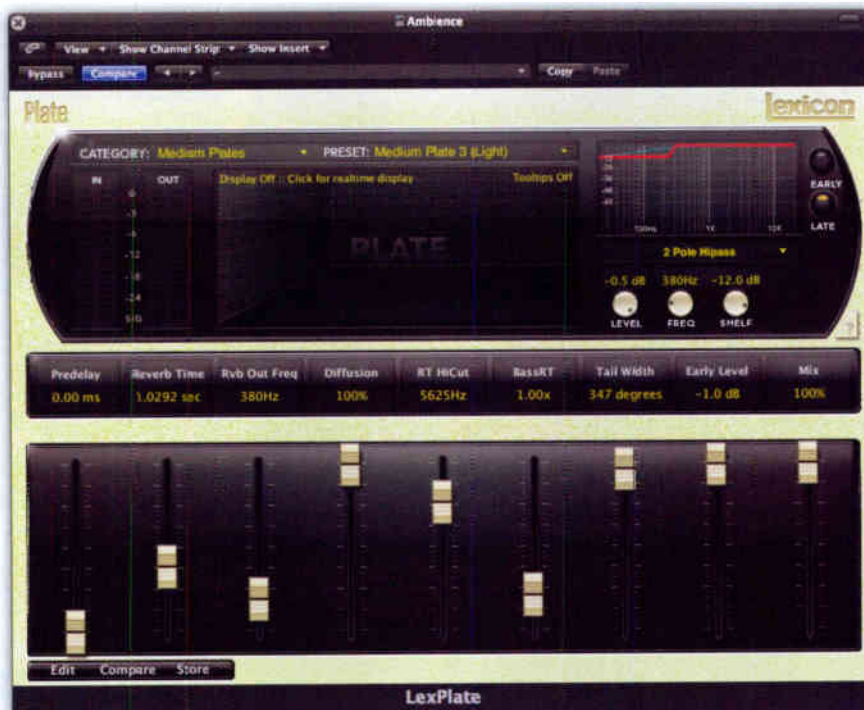 Ambience
View Show Channel Strip Show Insert
Bypass Compare - Copy Paste
Plate lexicon
CATEGORY: Medium Plates PRESET: Medium Plate 3 (Light)
IN OUT
Display Off :: Click for realtime display Tooltips Off
PLATE
100Hz 1K 10K
EARLY
LATE
2 Pole Hipass
-0.5 dB 380Hz -12.0 dB
LEVEL FREQ SHELF
?
Predelay Reverb Time Rvb Out Freq Diffusion RT HiCut BassRT Tail Width Early Level Mix
0.00 ms 1.0292 sec 380Hz 100% 5625Hz 1.00x 347 degrees -1.0 dB 100%
Edit Compare Store
LexPlate